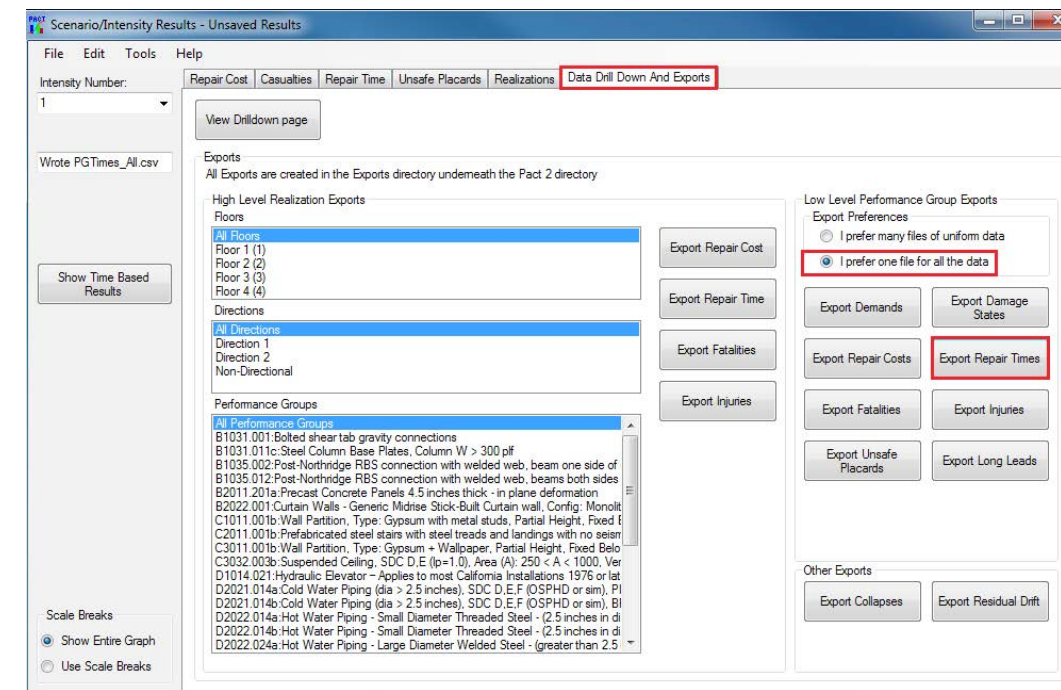 PACT
Scenario/Intensity Results - Unsaved Results
File Edit Tools Help
Intensity Number:
1
Wrote PGTimes_All.csv
Show Time Based
Results
Scale Breaks
Show Entire Graph
Use Scale Breaks
Repair Cost Casualties Repair Time Unsafe Placards Realizations Data Drill Down And Exports
View Drilldown page
Exports
All Exports are created in the Exports directory underneath the Pact 2 directory
High Level Realization Exports
Floors
All Floors
Floor 1 (1)
Floor 2 (2)
Floor 3 (3)
Floor 4 (4)
Directions
All Directions
Direction 1
Direction 2
Non-Directional
Performance Groups
All Performance Groups
B1031.001:Bolted shear tab gravity connections
B1031.011c:Steel Column Base Plates, Column W > 300 plf
B1035.002:Post-Northridge RBS connection with welded web, beam one side of
B1035.012:Post-Northridge RBS connection with welded web, beams both sides
B2011.201a:Precast Concrete Panels 4.5 inches thick - in plane deformation
B2022.001:Curtain Walls - Generic Midrise Stick-Built Curtain wall, Config: Monolit
C1011.001b:Wall Partition, Type: Gypsum with metal studs, Partial Height, Fixed
C2011.001b:Prefabricated steel stairs with steel treads and landings with no seism
C3011.001b:Wall Partition, Type: Gypsum + Wallpaper, Partial Height, Fixed Belo
C3032.003b:Suspended Ceiling, SDC D,E (Ip=1.0), Area (A): 250 < A < 1000, Ver
D1014.021:Hydraulic Elevator – Applies to most California Installations 1976 or lat
D2021.014a:Cold Water Piping (dia > 2.5 inches), SDC D,E,F (OSPHD or sim), PI
D2021.014b:Cold Water Piping (dia > 2.5 inches), SDC D,E,F (OSPHD or sim), BI
D2022.014a:Hot Water Piping - Small Diameter Threaded Steel - (2.5 inches in di
D2022.014b:Hot Water Piping - Small Diameter Threaded Steel - (2.5 inches in di
D2022.024a:Hot Water Piping - Large Diameter Welded Steel - (greater than 2.5
Export Repair Cost
Export Repair Time
Export Fatalities
Export Injuries
Low Level Performance Group Exports
Export Preferences
I prefer many files of uniform data
I prefer one file for all the data
Export Demands
Export Damage
States
Export Repair Costs
Export Repair Times
Export Fatalities
Export Injuries
Export Unsafe
Placards
Export Long Leads
Other Exports
Export Collapses
Export Residual Drift